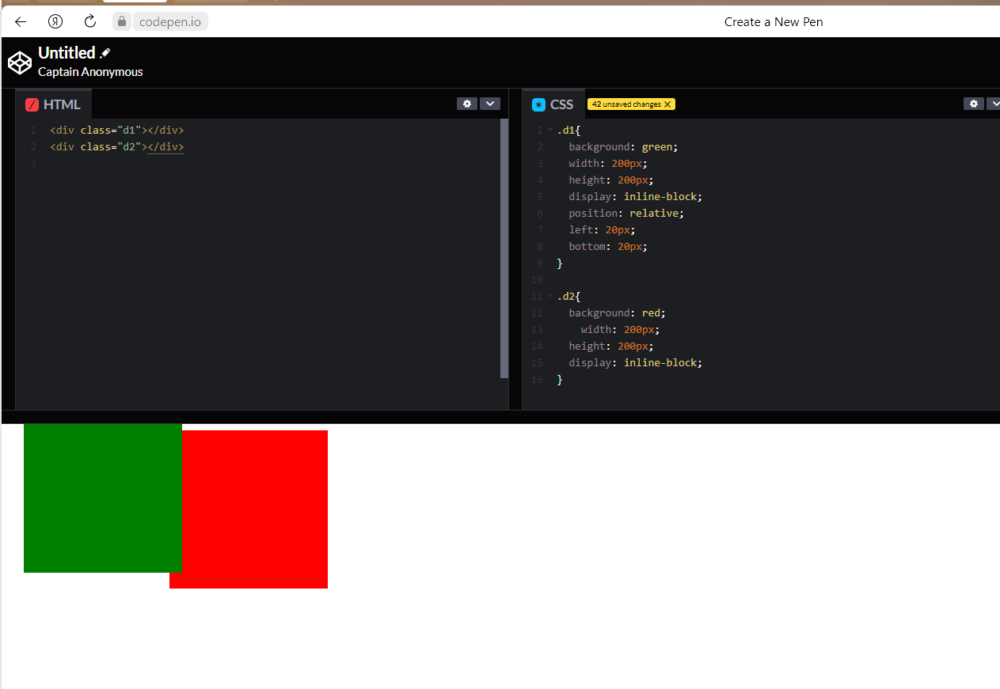 Я codepen.io Create a New Pen
Untitled
Captain Anonymous
/ HTML
1 <div class="d1"></div>
2 <div class="d2"></div>
3
* CSS 42 unsaved changes X
1 .d1{
2 background: green;
3 width: 200px;
4 height: 200px;
5 display: inline-block;
6 position: relative;
7 left: 20px;
8 bottom: 20px;
9 }
10
11 .d2{
12 background: red;
13 width: 200px;
14 height: 200px;
15 display: inline-block;
16 }